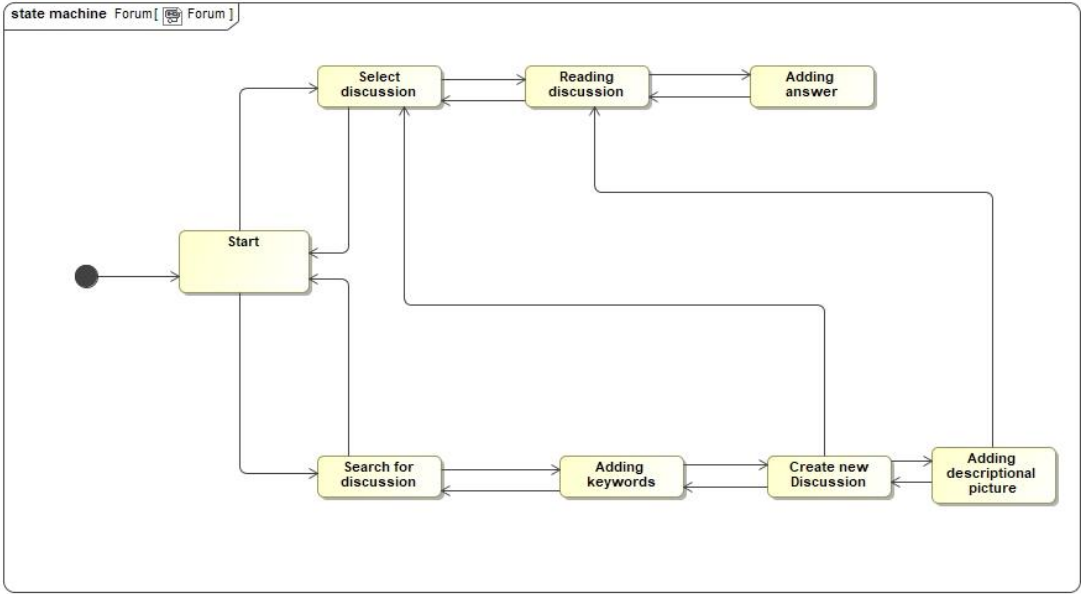 state machine Forum[ Forum ]
Select
discussion
Reading
discussion
Adding
answer
Start
Search for
discussion
Adding
keywords
Create new
Discussion
Adding
descriptional
picture